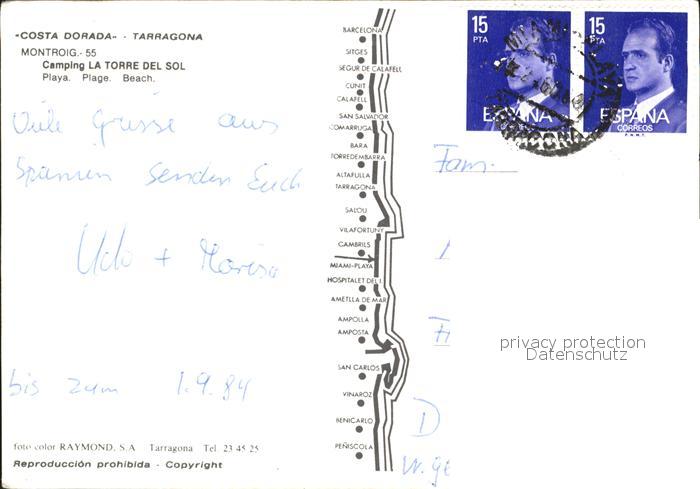 "COSTA DORADA" - TARRAGONA
MONTROIG.- 55
Camping LA TORRE DEL SOL
Playa. Plage. Beach.
Viele Grüsse aus
Spanien senden Euch
Udo + Marisa
bis zum 1.9.84
foto color RAYMOND, S.A Tarragona Tel. 23 45 25
Reproducción prohibida - Copyright
BARCELONA
SITGES
SEGUR DE CALAFELL
CUNIT
CALAFELL
SAN SALVADOR
COMARRUGA
BARA
TORREDEMBARRA
ALTAFULLA
TARRAGONA
SALOU
VILAFORTUNY
CAMBRILS
MIAMI-PLAYA
HOSPITALET DEL I.
AMETLLA DE MAR
AMPOLLA
AMPOSTA
SAN CARLOS
VINAROZ
BENICARLO
PEÑISCOLA
15 PTA
ESPAÑA
15 PTA
ESPAÑA
CORREOS
MIAMI PLAYA
TARRAGONA
Fam.
D
privacy protection
Datenschutz